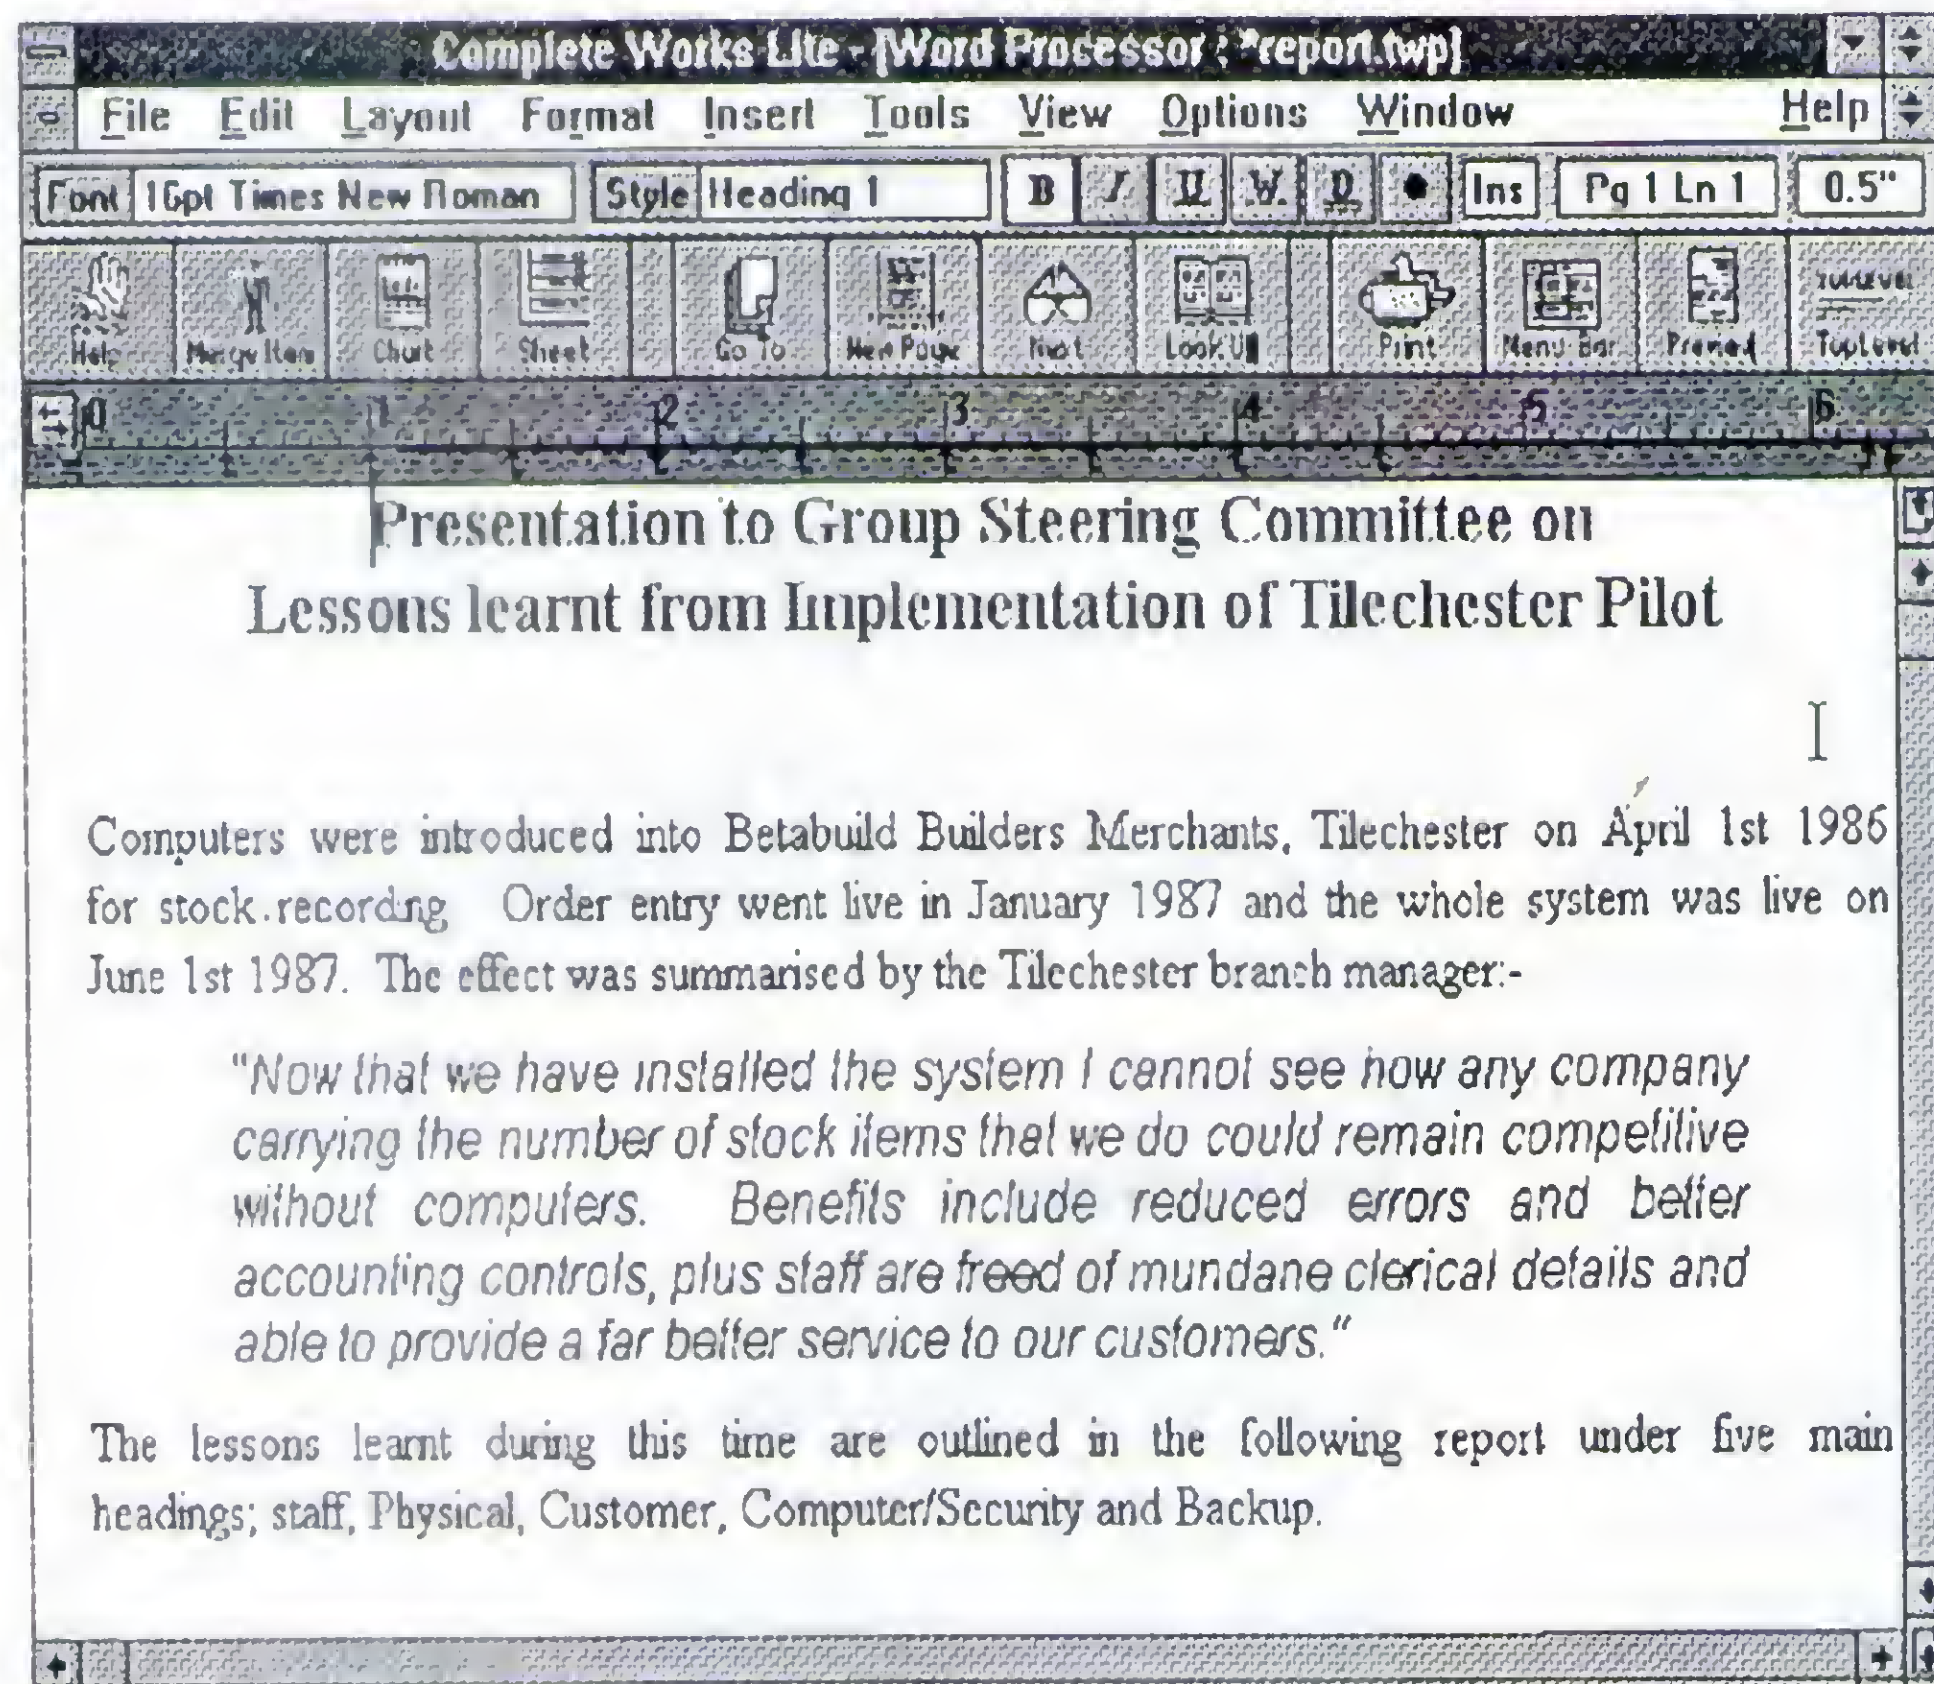 Complete Works Lite - [Word Processor : *report.twp]
File Edit Layout Format Insert Tools View Options Window Help
Font 16pt Times New Roman Style Heading 1 B I U W D Ins Pg 1 Ln 1 0.5"
Help Merge Item Chart Sheet Go To New Page Look Up Print Menu Bar Preview TopLevel
0 1 2 3 4 5 6
Presentation to Group Steering Committee on
Lessons learnt from Implementation of Tilechester Pilot
Computers were introduced into Betabuild Builders Merchants, Tilechester on April 1st 1986
for stock recording Order entry went live in January 1987 and the whole system was live on
June 1st 1987. The effect was summarised by the Tilechester branch manager:-
"Now that we have installed the system I cannot see how any company
carrying the number of stock items that we do could remain competitive
without computers. Benefits include reduced errors and better
accounting controls, plus staff are freed of mundane clerical details and
able to provide a far better service to our customers."
The lessons learnt during this time are outlined in the following report under five main
headings; staff, Physical, Customer, Computer/Security and Backup.